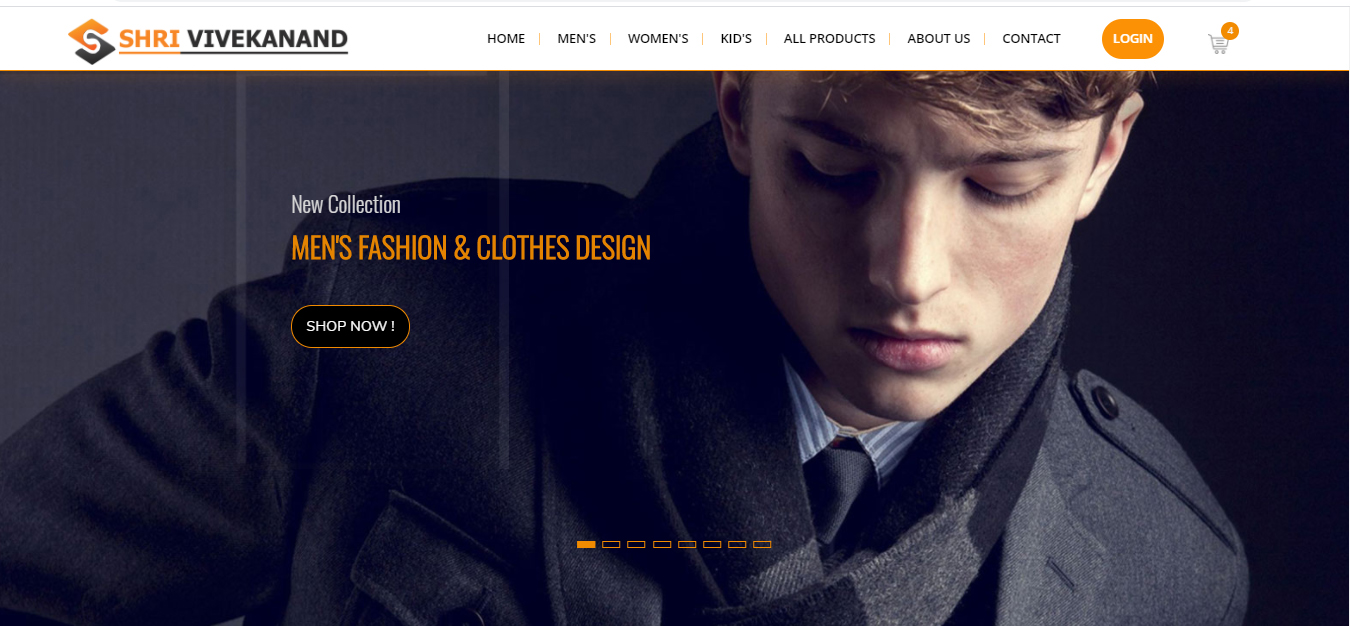 SHRI VIVEKANAND
HOME MEN'S WOMEN'S KID'S ALL PRODUCTS ABOUT US CONTACT LOGIN 4
New Collection
MEN'S FASHION & CLOTHES DESIGN
SHOP NOW !